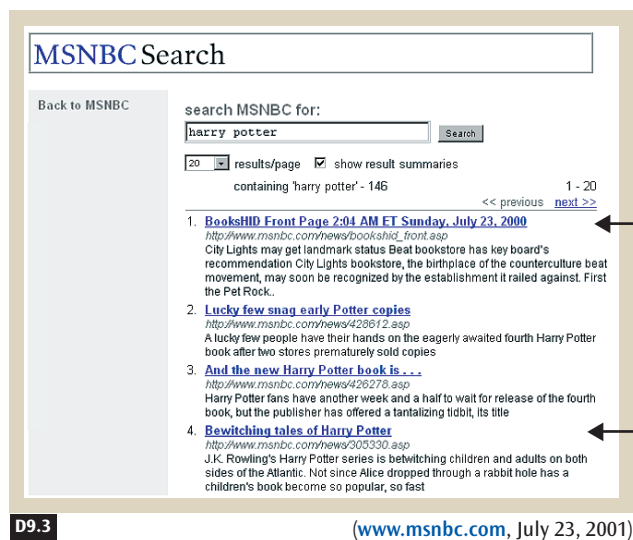 MSNBC Search
Back to MSNBC
search MSNBC for:
harry potter
Search
20 results/page show result summaries
containing 'harry potter' - 146 1 - 20
<< previous next >>
1. BooksHID Front Page 2:04 AM ET Sunday, July 23, 2000
http://www.msnbc.com/news/bookshid_front.asp
City Lights may get landmark status Beat bookstore has key board's
recommendation City Lights bookstore, the birthplace of the counterculture beat
movement, may soon be recognized by the establishment it railed against. First
the Pet Rock..
2. Lucky few snag early Potter copies
http://www.msnbc.com/news/428612.asp
A lucky few people have their hands on the eagerly awaited fourth Harry Potter
book after two stores prematurely sold copies
3. And the new Harry Potter book is . . .
http://www.msnbc.com/news/426278.asp
Harry Potter fans have another week and a half to wait for release of the fourth
book, but the publisher has offered a tantalizing tidbit, its title
4. Bewitching tales of Harry Potter
http://www.msnbc.com/news/305330.asp
J.K. Rowling's Harry Potter series is betwitching children and adults on both
sides of the Atlantic. Not since Alice dropped through a rabbit hole has a
children's book become so popular, so fast
D9.3 (www.msnbc.com, July 23, 2001)